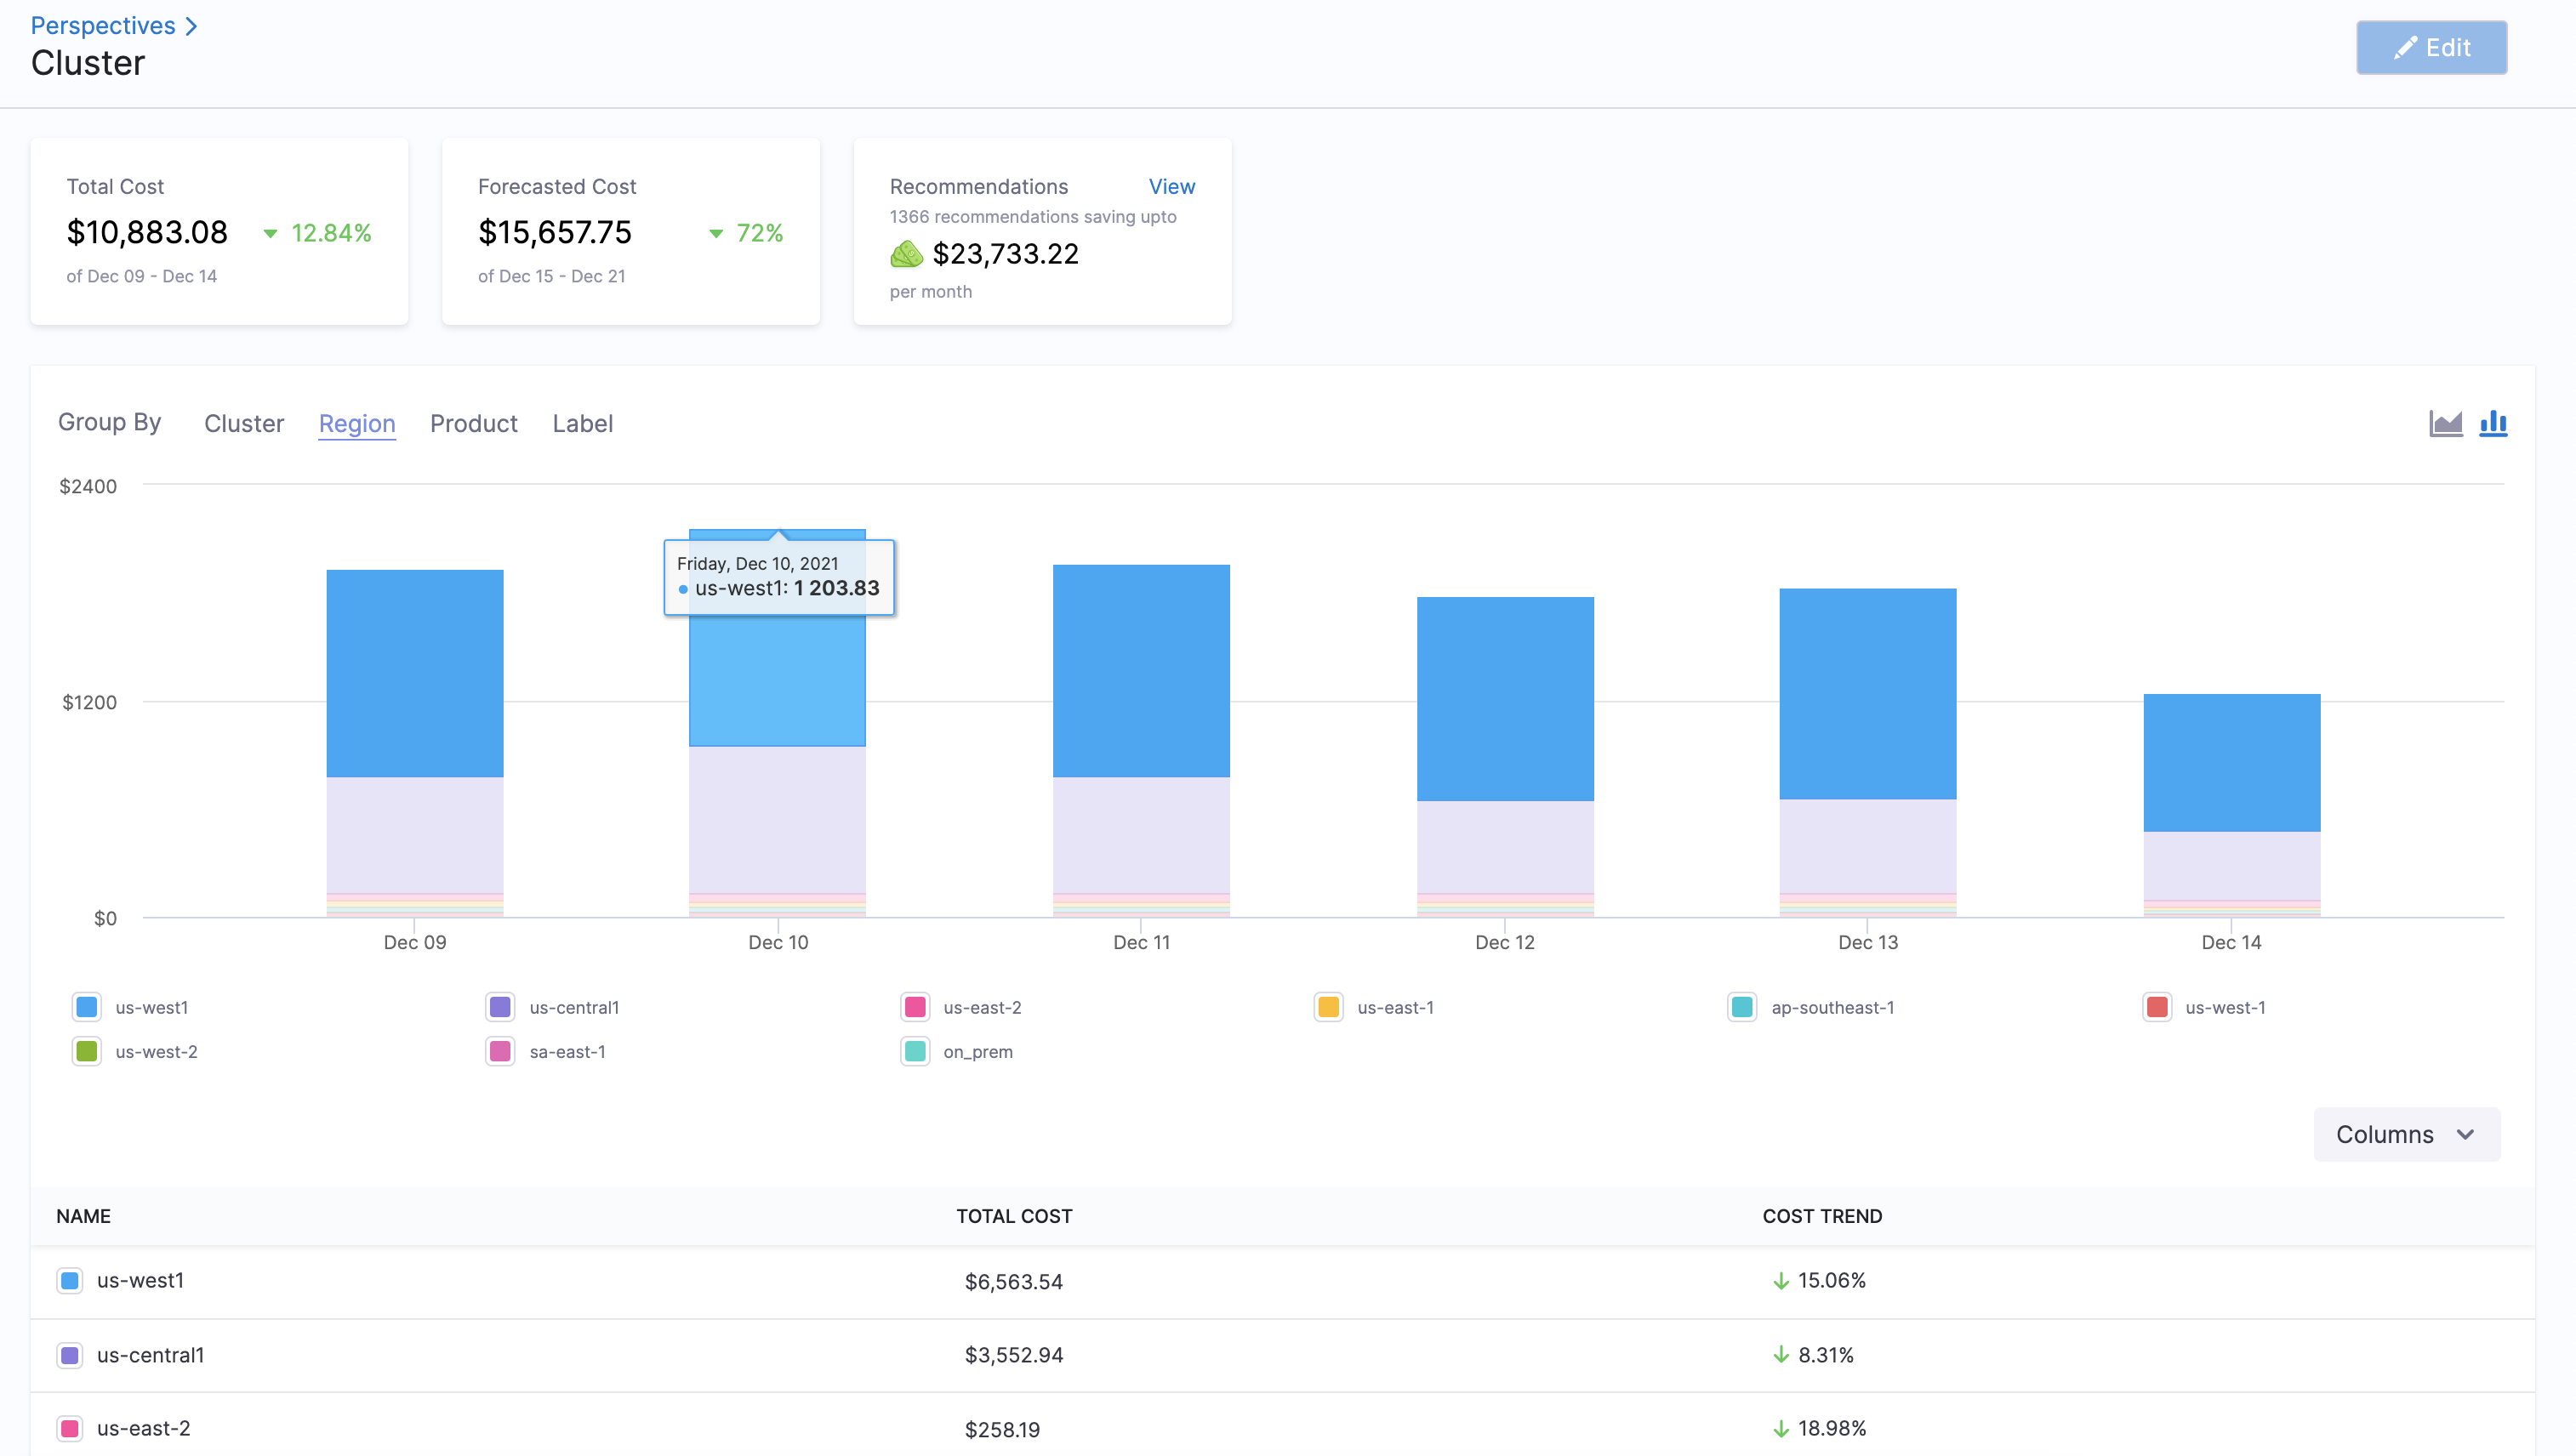 Perspectives
Cluster
Edit
Total Cost
$10,883.08 12.84%
of Dec 09 - Dec 14
Forecasted Cost
$15,657.75 72%
of Dec 15 - Dec 21
Recommendations View
1366 recommendations saving upto
$23,733.22
per month
Group By Cluster Region Product Label
$2400
$1200
$0
Friday, Dec 10, 2021
us-west1: 1 203.83
Dec 09 Dec 10 Dec 11 Dec 12 Dec 13 Dec 14
us-west1 us-central1 us-east-2 us-east-1 ap-southeast-1 us-west-1
us-west-2 sa-east-1 on_prem
Columns
NAME TOTAL COST COST TREND
us-west1 $6,563.54 15.06%
us-central1 $3,552.94 8.31%
us-east-2 $258.19 18.98%